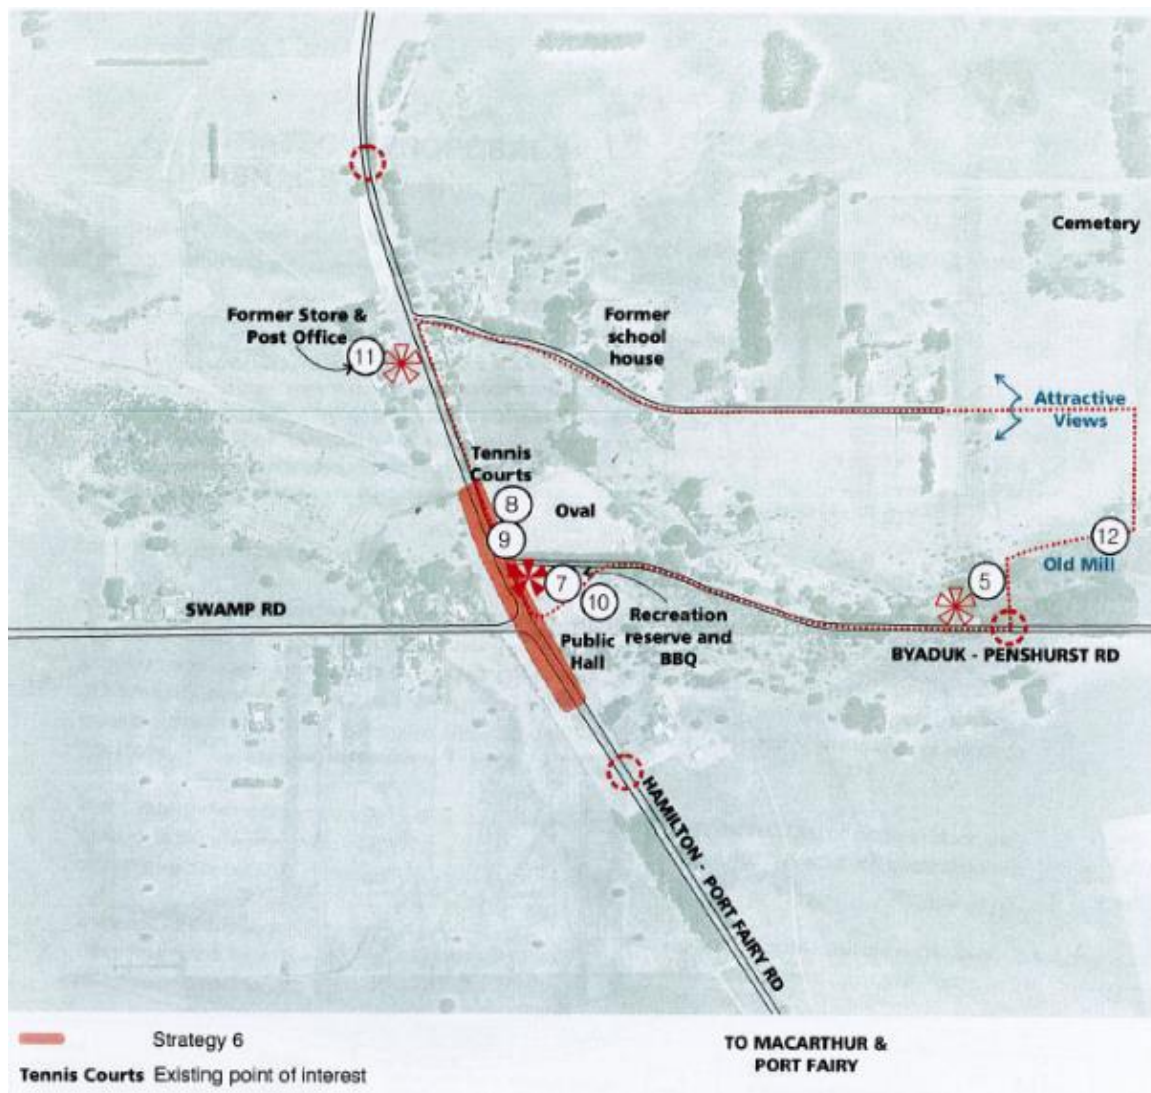 Cemetery
Former Store &
Post Office
11
Former
school
house
Attractive
Views
Tennis
Courts
8
Oval
9
12
Old Mill
5
7
10
SWAMP RD
Recreation
reserve and
BBQ
Public
Hall
BYADUK - PENSHURST RD
HAMILTON - PORT FAIRY RD
Strategy 6
TO MACARTHUR &
PORT FAIRY
Tennis Courts Existing point of interest